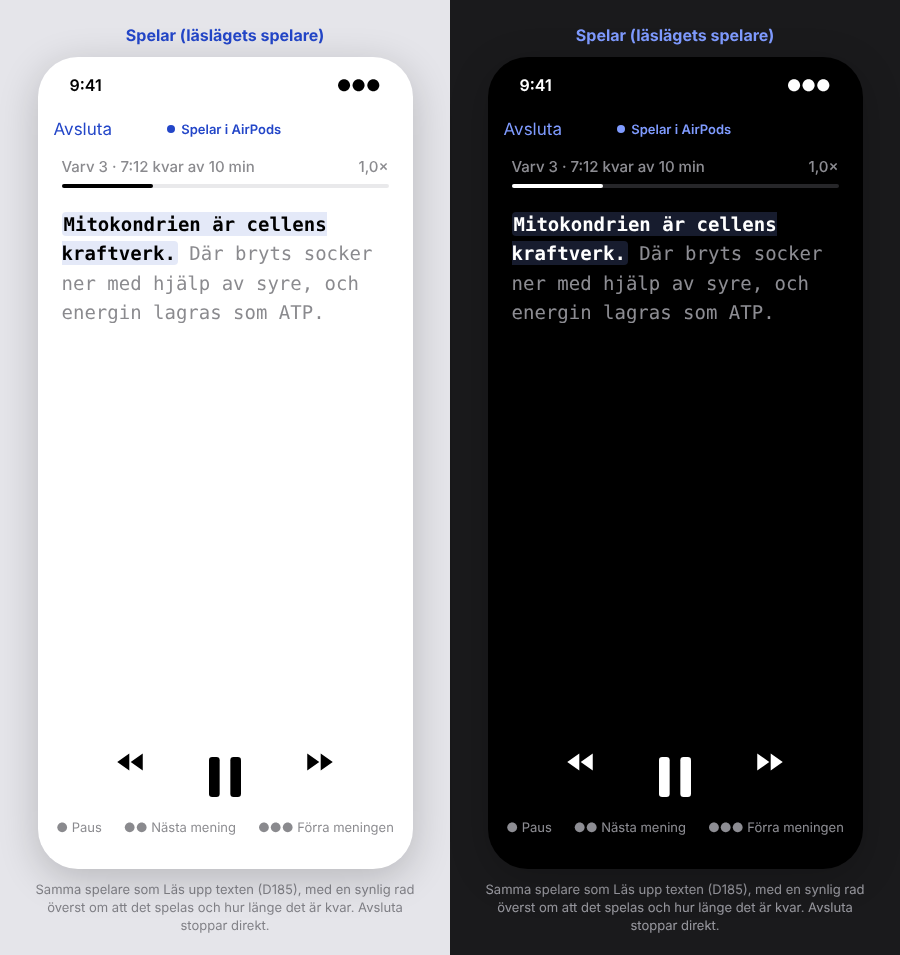 Spelar (läslägets spelare)
9:41
Avsluta
Spelar i AirPods
Varv 3 · 7:12 kvar av 10 min
1,0×
Mitokondrien är cellens
kraftverk. Där bryts socker
ner med hjälp av syre, och
energin lagras som ATP.
Paus
Nästa mening
Förra meningen
Samma spelare som Läs upp texten (D185), med en synlig rad
överst om att det spelas och hur länge det är kvar. Avsluta
stoppar direkt.
Spelar (läslägets spelare)
9:41
Avsluta
Spelar i AirPods
Varv 3 · 7:12 kvar av 10 min
1,0×
Mitokondrien är cellens
kraftverk. Där bryts socker
ner med hjälp av syre, och
energin lagras som ATP.
Paus
Nästa mening
Förra meningen
Samma spelare som Läs upp texten (D185), med en synlig rad
överst om att det spelas och hur länge det är kvar. Avsluta
stoppar direkt.